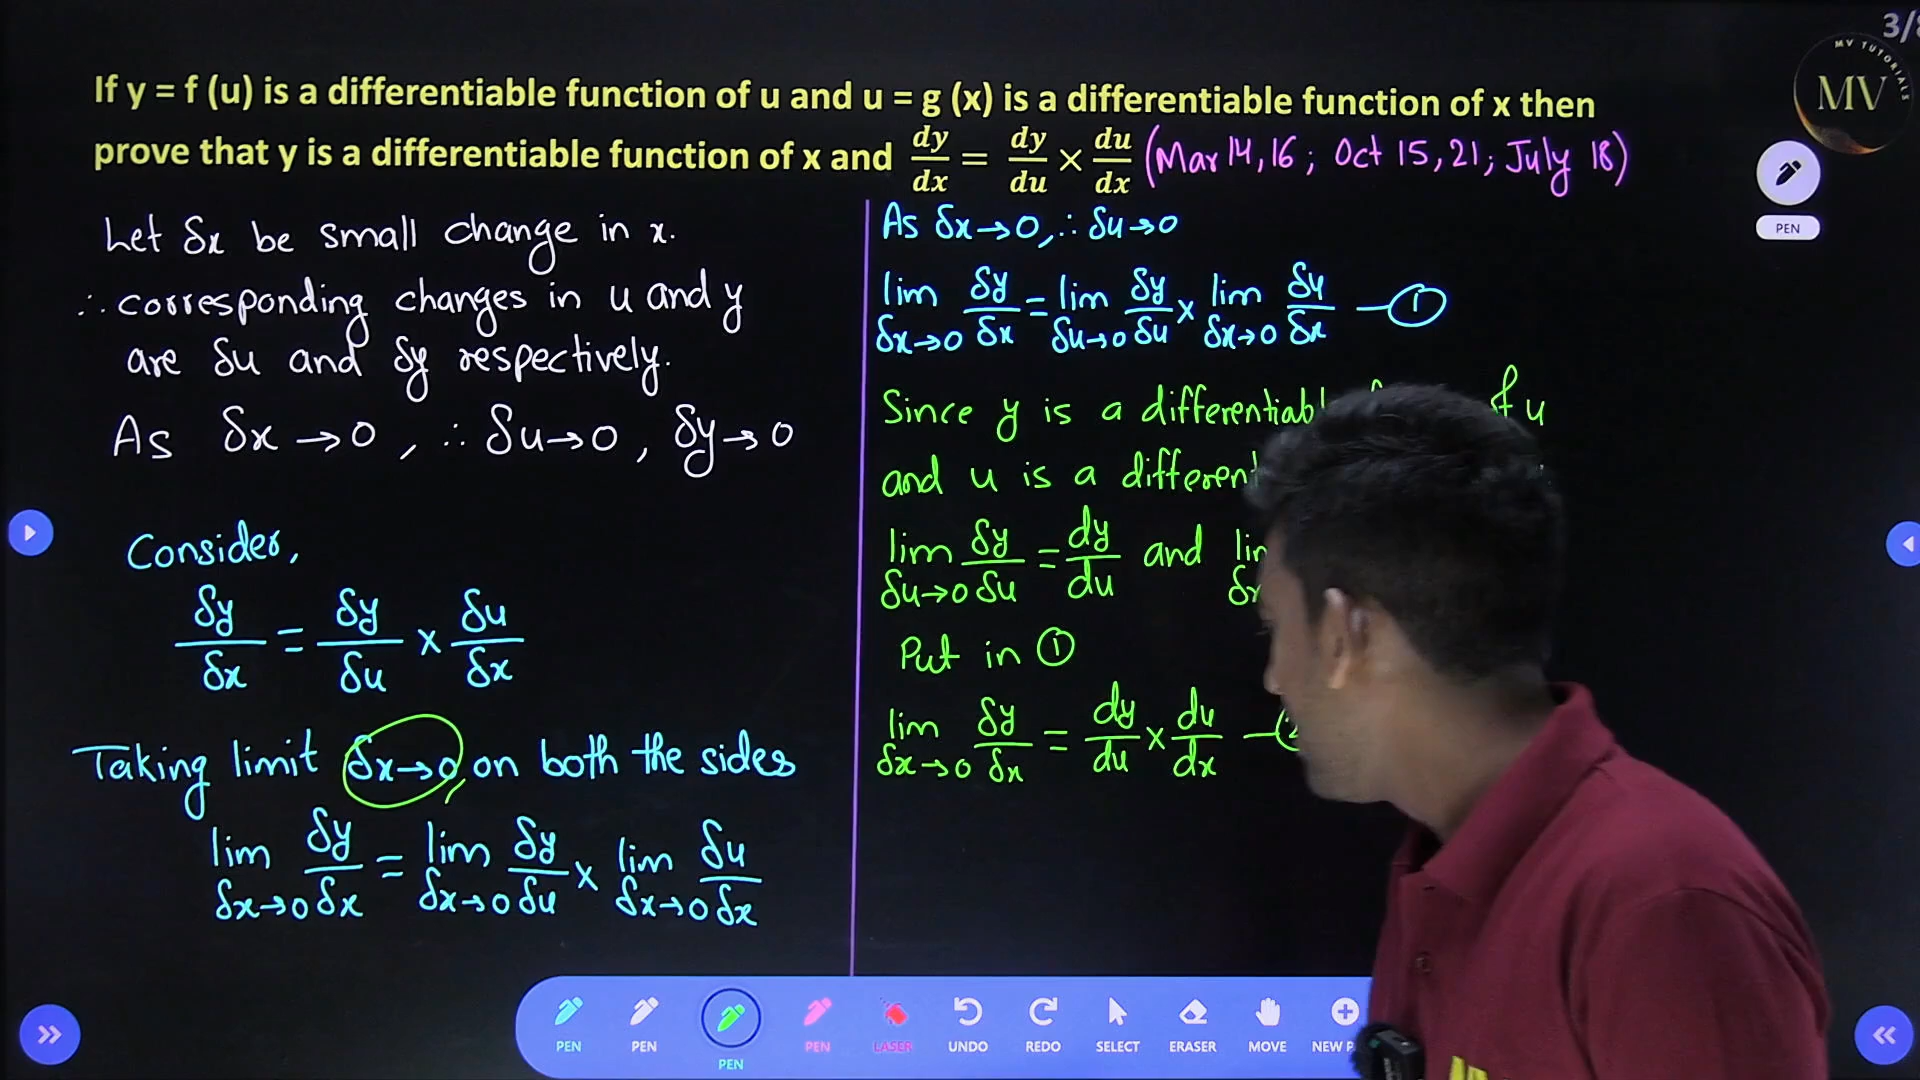 3/8
MV TUTORIALS
MV
If y = f (u) is a differentiable function of u and u = g (x) is a differentiable function of x then
prove that y is a differentiable function of x and dy/dx = dy/du × du/dx (Mar 14, 16 ; Oct 15, 21 ; July 18)
PEN
Let δx be small change in x.
∴ corresponding changes in u and y
are δu and δy respectively.
As δx → 0 , ∴ δu → 0 , δy → 0
Consider,
δy/δx = δy/δu × δu/δx
Taking limit δx → 0, on both the sides
lim δx→0 δy/δx = lim δx→0 δy/δu × lim δx→0 δu/δx
As δx → 0, ∴ δu → 0
lim δx→0 δy/δx = lim δu→0 δy/δu × lim δx→0 δu/δx — ①
Since y is a u
and u is a
lim δu→0 δy/δu = dy/du and
Put in ①
lim δx→0 δy/δx = dy/du × du/dx —
PEN PEN PEN PEN LASER UNDO REDO SELECT ERASER MOVE NEW